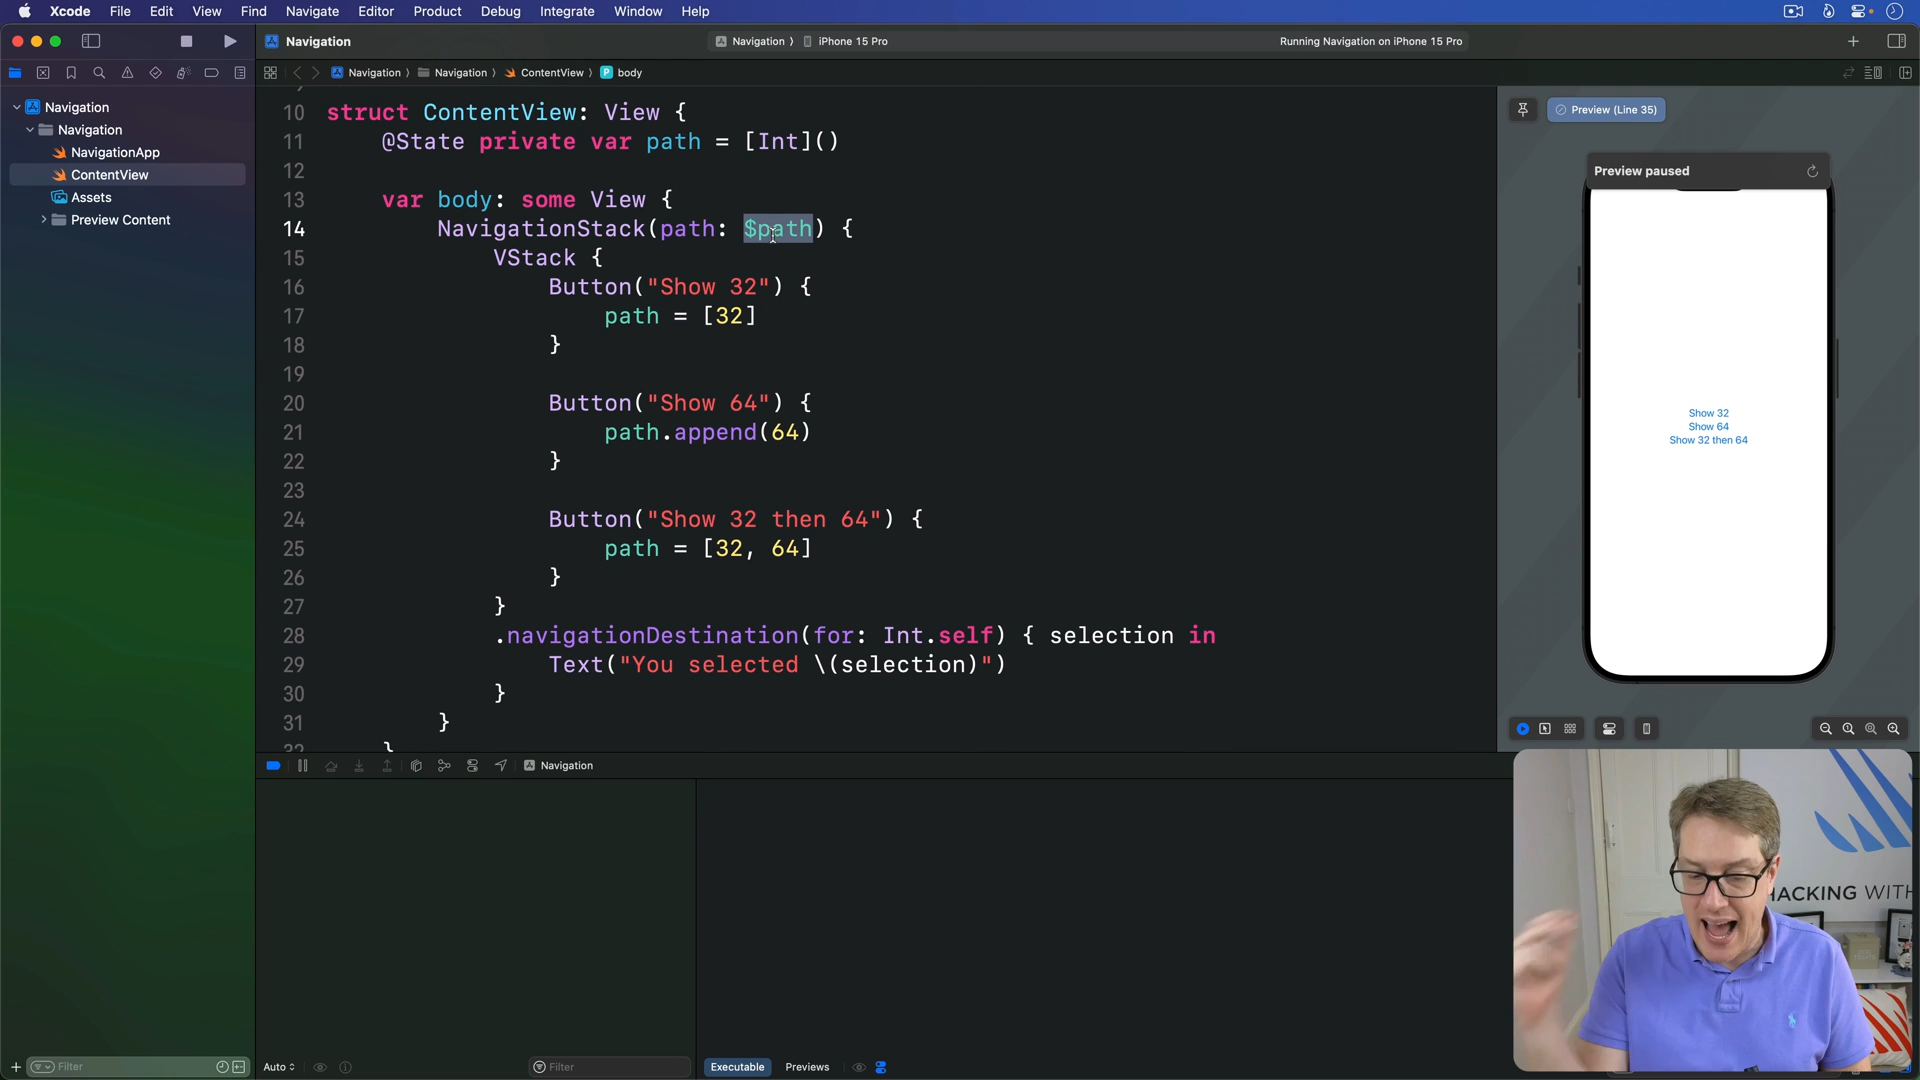 Xcode File Edit View Find Navigate Editor Product Debug Integrate Window Help
Navigation
Navigation ⟩ iPhone 15 Pro
Running Navigation on iPhone 15 Pro
Navigation ⟩ Navigation ⟩ ContentView ⟩ body
Navigation
Navigation
NavigationApp
ContentView
Assets
Preview Content
10 struct ContentView: View {
11 @State private var path = [Int]()
12
13 var body: some View {
14 NavigationStack(path: $path) {
15 VStack {
16 Button("Show 32") {
17 path = [32]
18 }
19
20 Button("Show 64") {
21 path.append(64)
22 }
23
24 Button("Show 32 then 64") {
25 path = [32, 64]
26 }
27 }
28 .navigationDestination(for: Int.self) { selection in
29 Text("You selected \(selection)")
30 }
31 }
32 }
Preview (Line 35)
Preview paused
Show 32
Show 64
Show 32 then 64
Navigation
HACKING WITH
Filter
Auto
Filter
Executable
Previews